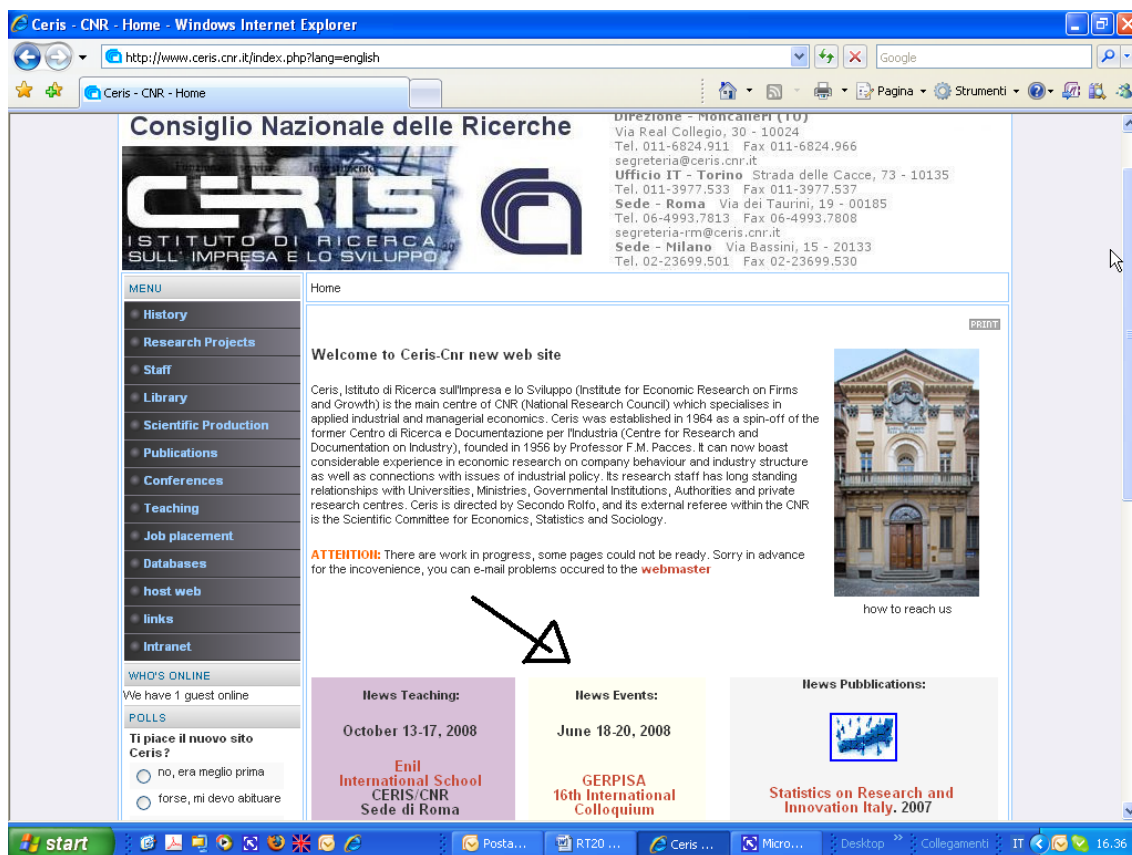 Ceris - CNR - Home - Windows Internet Explorer
http://www.ceris.cnr.it/index.php?lang=english
Google
Ceris - CNR - Home
Pagina
Strumenti
Consiglio Nazionale delle Ricerche
Direzione - Moncalieri (TO)
Via Real Collegio, 30 - 10024
Tel. 011-6824.911 Fax 011-6824.966
segreteria@ceris.cnr.it
Ufficio IT - Torino Strada delle Cacce, 73 - 10135
Tel. 011-3977.533 Fax 011-3977.537
Sede - Roma Via dei Taurini, 19 - 00185
Tel. 06-4993.7813 Fax 06-4993.7808
segreteria-rm@ceris.cnr.it
Sede - Milano Via Bassini, 15 - 20133
Tel. 02-23699.501 Fax 02-23699.530
CERIS
ISTITUTO DI RICERCA
SULL' IMPRESA E LO SVILUPPO
MENU
History
Research Projects
Staff
Library
Scientific Production
Publications
Conferences
Teaching
Job placement
Databases
host web
links
Intranet
WHO'S ONLINE
We have 1 guest online
POLLS
Ti piace il nuovo sito
Ceris?
no, era meglio prima
forse, mi devo abituare
Home
PRINT
Welcome to Ceris-Cnr new web site
Ceris, Istituto di Ricerca sull'Impresa e lo Sviluppo (Institute for Economic Research on Firms
and Growth) is the main centre of CNR (National Research Council) which specialises in
applied industrial and managerial economics. Ceris was established in 1964 as a spin-off of the
former Centro di Ricerca e Documentazione per l'Industria (Centre for Research and
Documentation on Industry), founded in 1956 by Professor F.M. Pacces. It can now boast
considerable experience in economic research on company behaviour and industry structure
as well as connections with issues of industrial policy. Its research staff has long standing
relationships with Universities, Ministries, Governmental Institutions, Authorities and private
research centres. Ceris is directed by Secondo Rolfo, and its external referee within the CNR
is the Scientific Committee for Economics, Statistics and Sociology.
ATTENTION: There are work in progress, some pages could not be ready. Sorry in advance
for the incovenience, you can e-mail problems occured to the webmaster
how to reach us
News Teaching:
October 13-17, 2008
Enil
International School
CERIS/CNR
Sede di Roma
News Events:
June 18-20, 2008
GERPISA
16th International
Colloquium
News Pubblications:
Statistics on Research and
Innovation Italy. 2007
start
Posta...
RT20 ...
Ceris ...
Micro...
Desktop
Collegamenti
IT
16.36